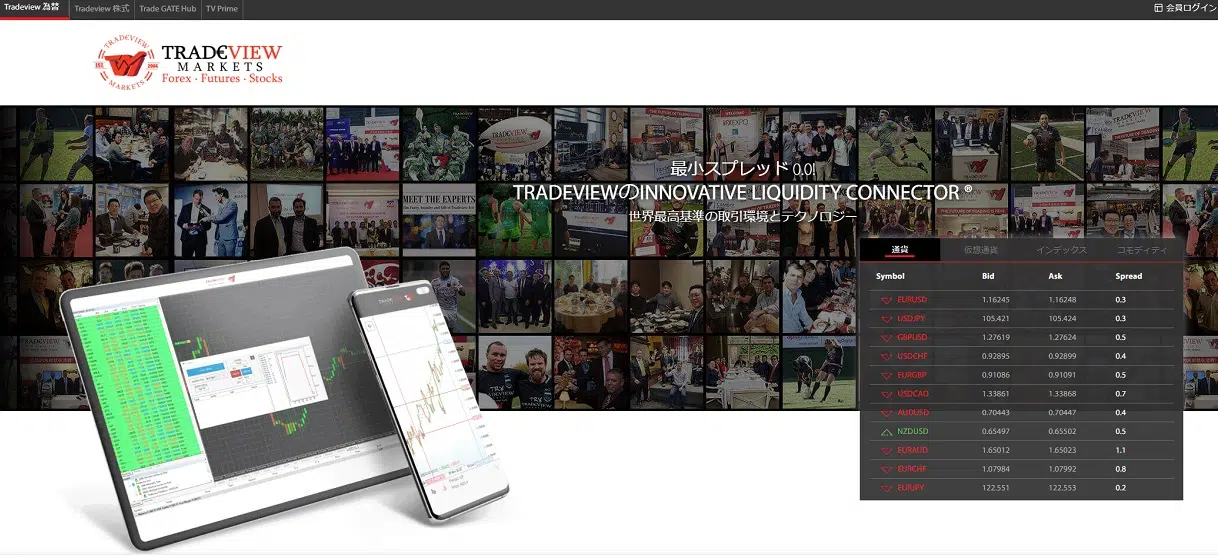 Tradeview 為替
Tradeview 株式
Trade GATE Hub
TV Prime
会員ログイン
TRADEVIEW
MARKETS
TRAD€VIEW
MARKETS
Forex · Futures · Stocks
最小スプレッド 0.0!
TRADEVIEWのINNOVATIVE LIQUIDITY CONNECTOR ®
世界最高基準の取引環境とテクノロジー
MEET THE EXPERTS
通貨 仮想通貨 インデックス コモディティ
Symbol Bid Ask Spread
EURUSD 1.16245 1.16248 0.3
USDJPY 105.421 105.424 0.3
GBPUSD 1.27619 1.27624 0.5
USDCHF 0.92895 0.92899 0.4
EURGBP 0.91086 0.91091 0.5
USDCAD 1.33861 1.33868 0.7
AUDUSD 0.70443 0.70447 0.4
NZDUSD 0.65497 0.65502 0.5
EURAUD 1.65012 1.65023 1.1
EURCHF 1.07984 1.07992 0.8
EURJPY 122.551 122.553 0.2